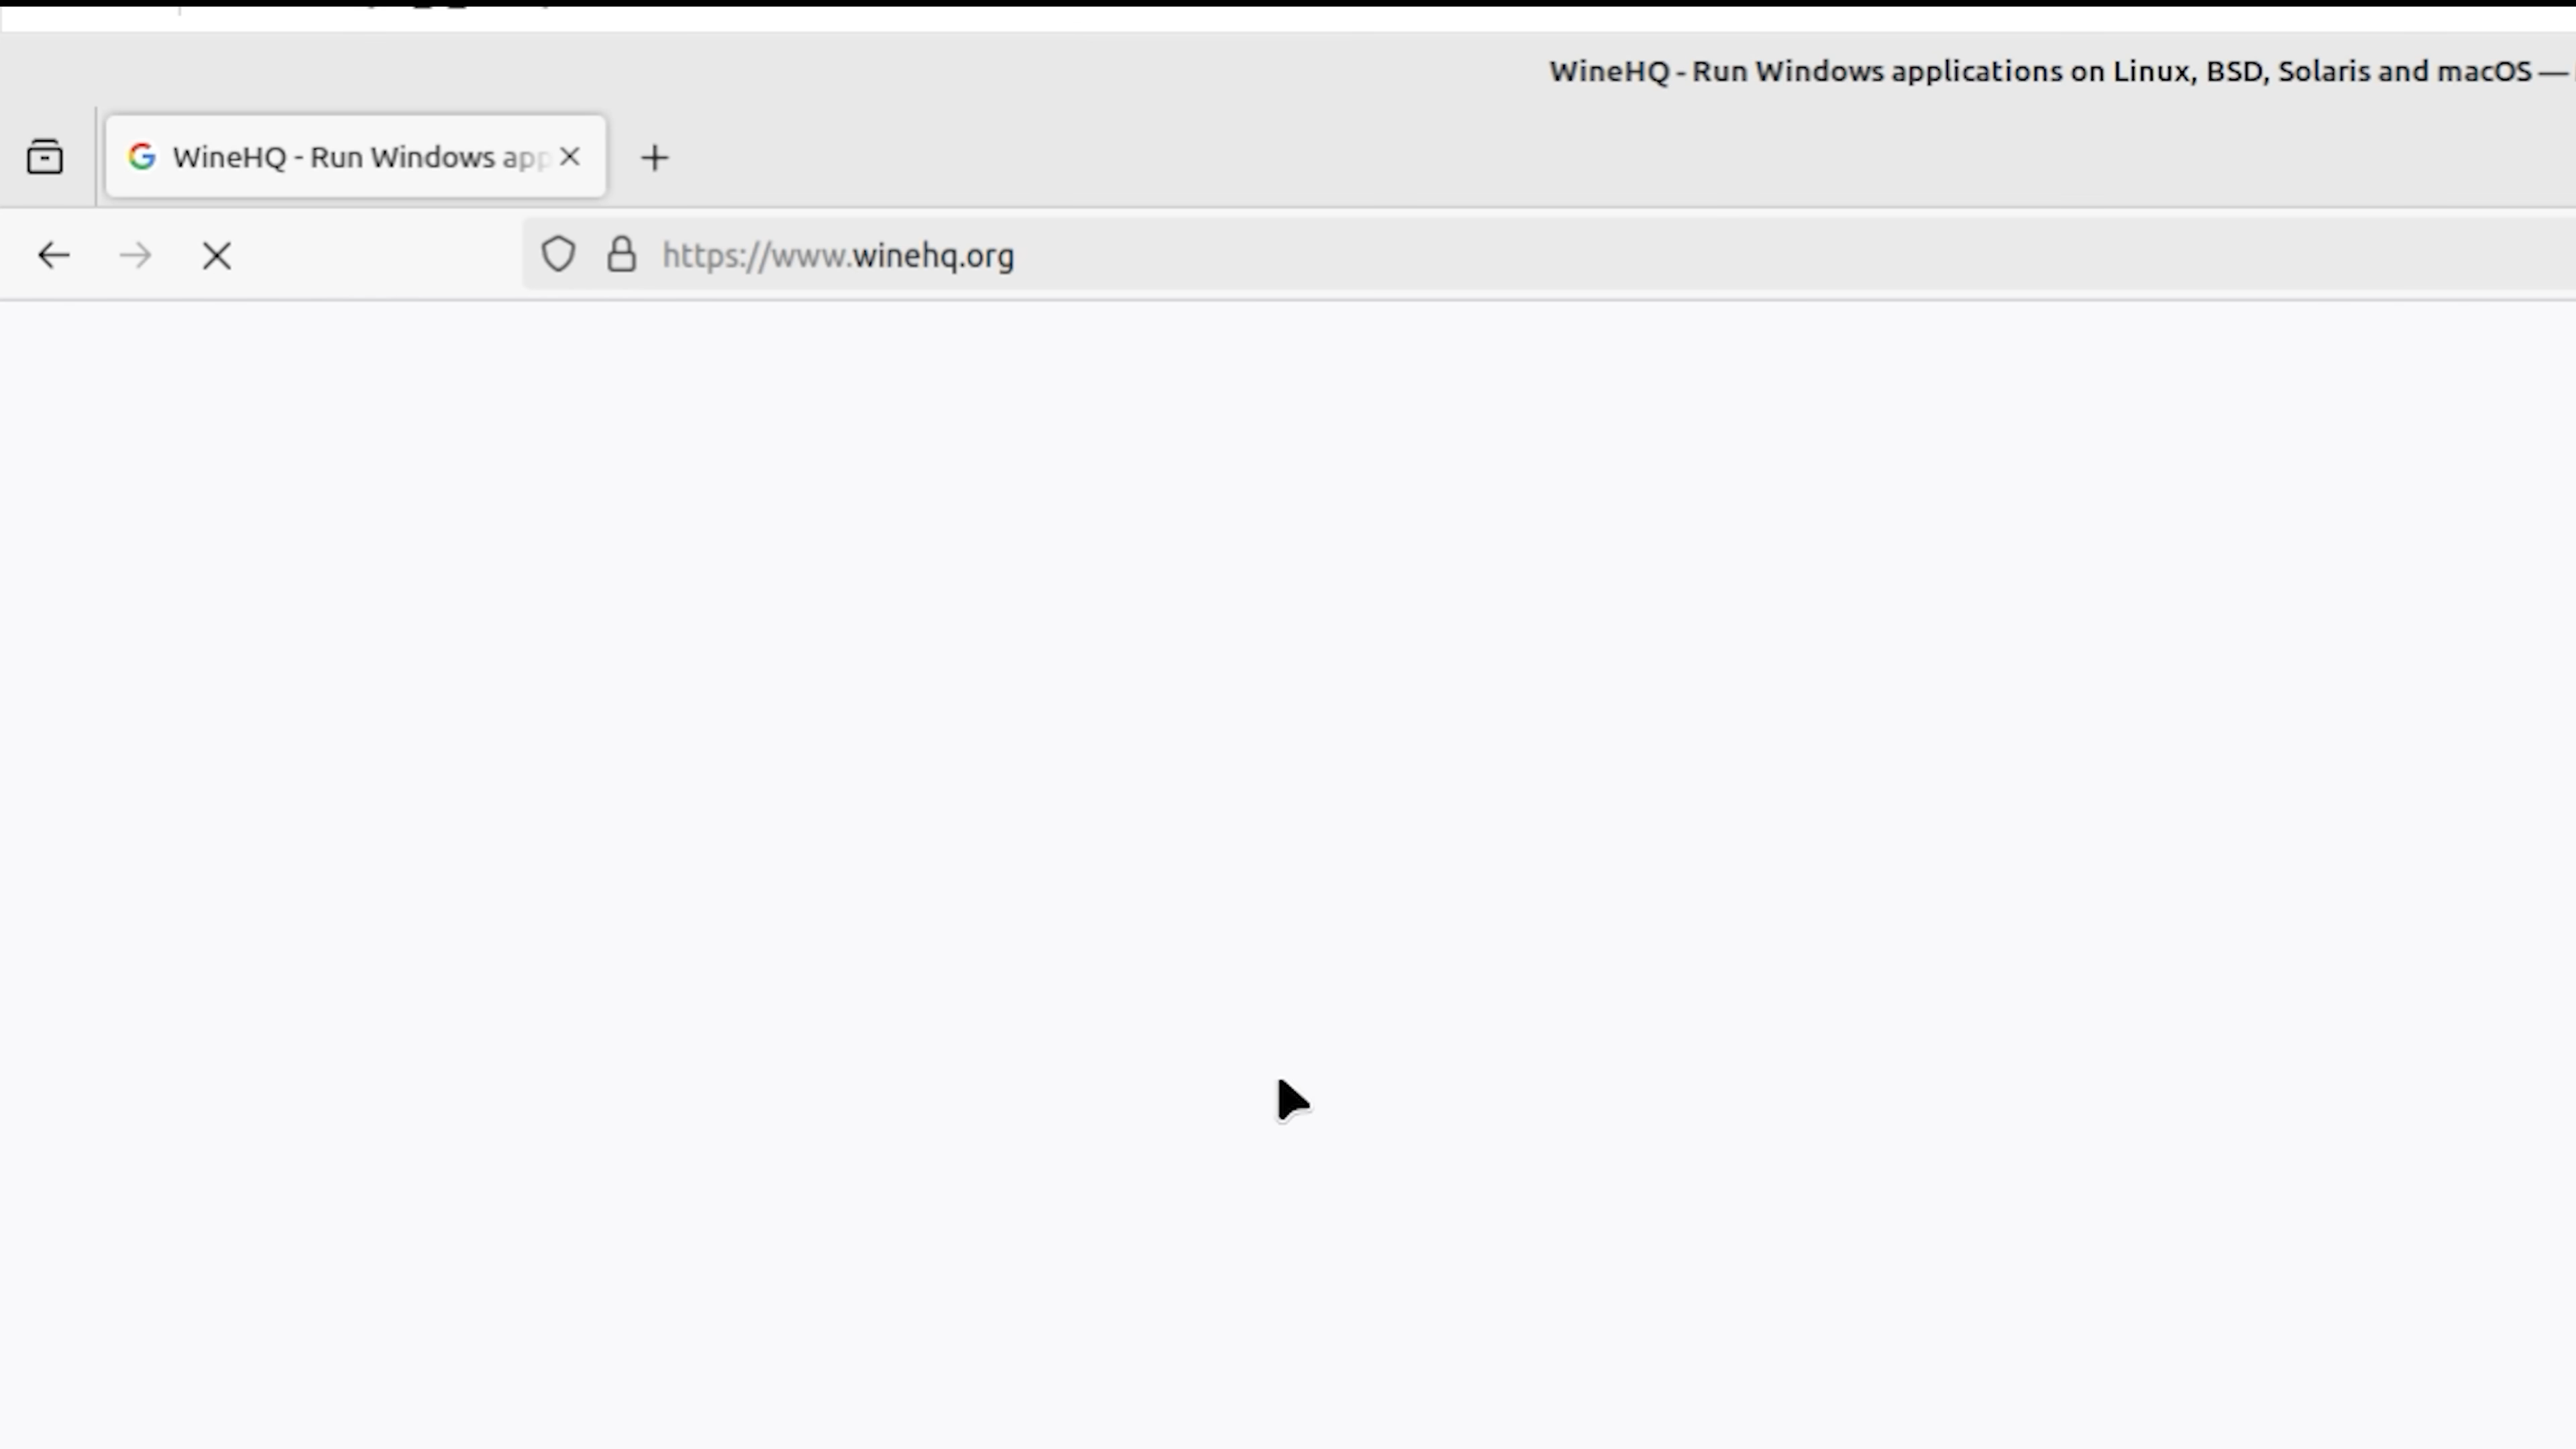 WineHQ - Run Windows applications on Linux, BSD, Solaris and macOS —
WineHQ - Run Windows app
https://www.winehq.org